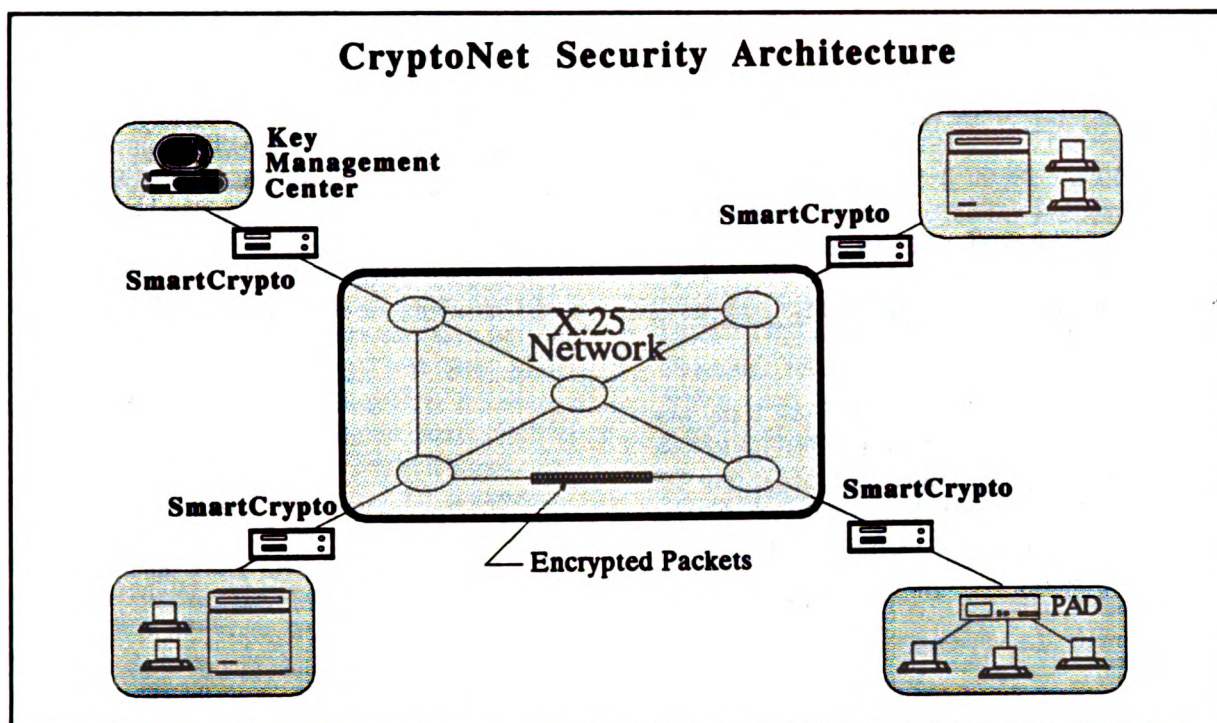 CryptoNet Security Architecture
Key
Management
Center
SmartCrypto
SmartCrypto
X.25
Network
SmartCrypto
SmartCrypto
Encrypted Packets
PAD